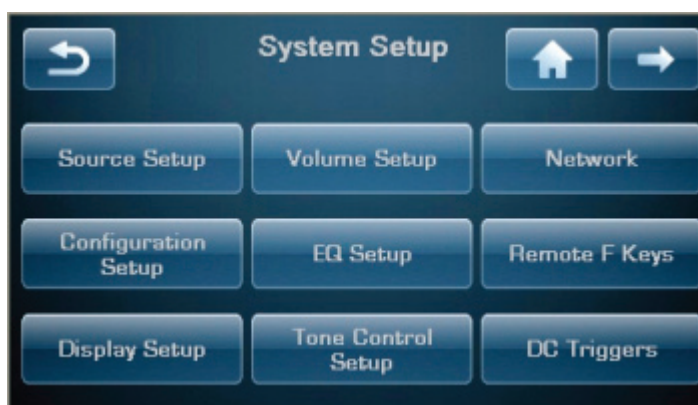 System Setup
Source Setup
Volume Setup
Network
Configuration
Setup
EQ Setup
Remote F Keys
Display Setup
Tone Control
Setup
DC Triggers